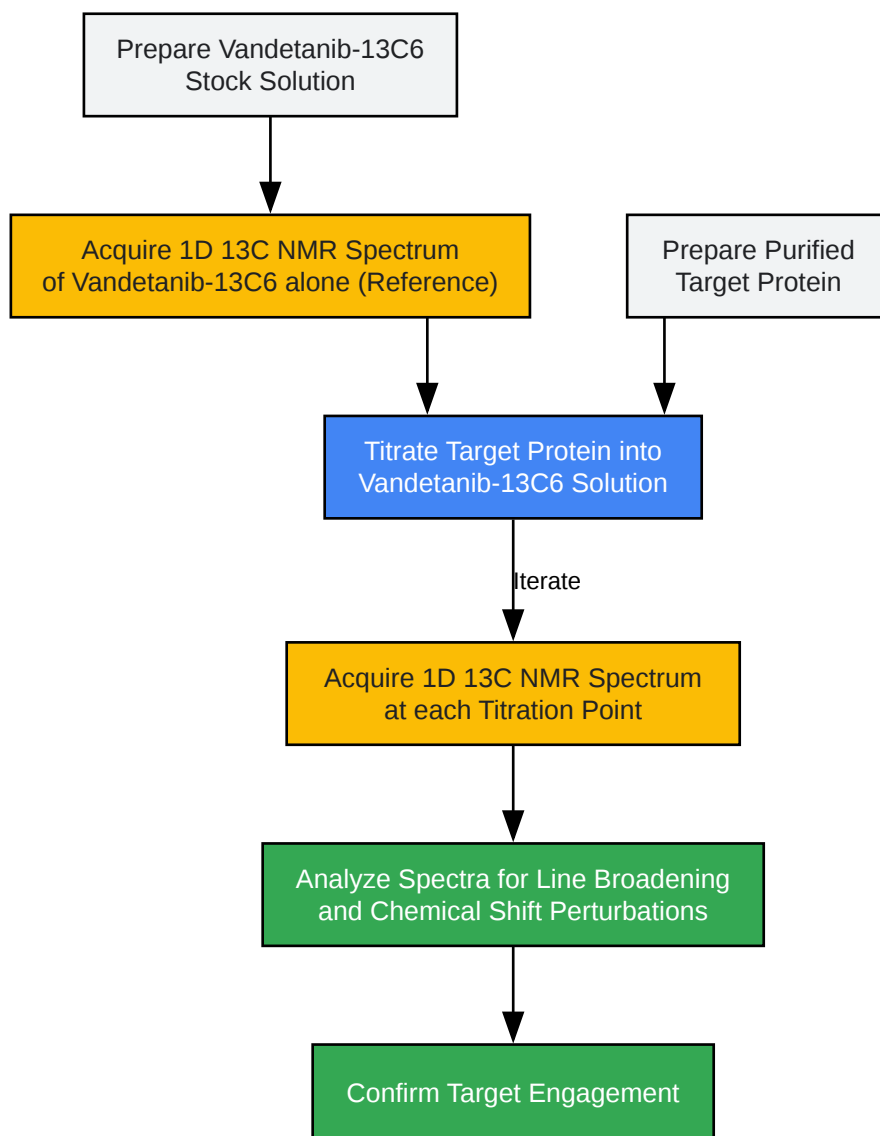 Prepare Vandetanib-13C6
Stock Solution
Acquire 1D 13C NMR Spectrum
of Vandetanib-13C6 alone (Reference)
Prepare Purified
Target Protein
Titrate Target Protein into
Vandetanib-13C6 Solution
Iterate
Acquire 1D 13C NMR Spectrum
at each Titration Point
Analyze Spectra for Line Broadening
and Chemical Shift Perturbations
Confirm Target Engagement